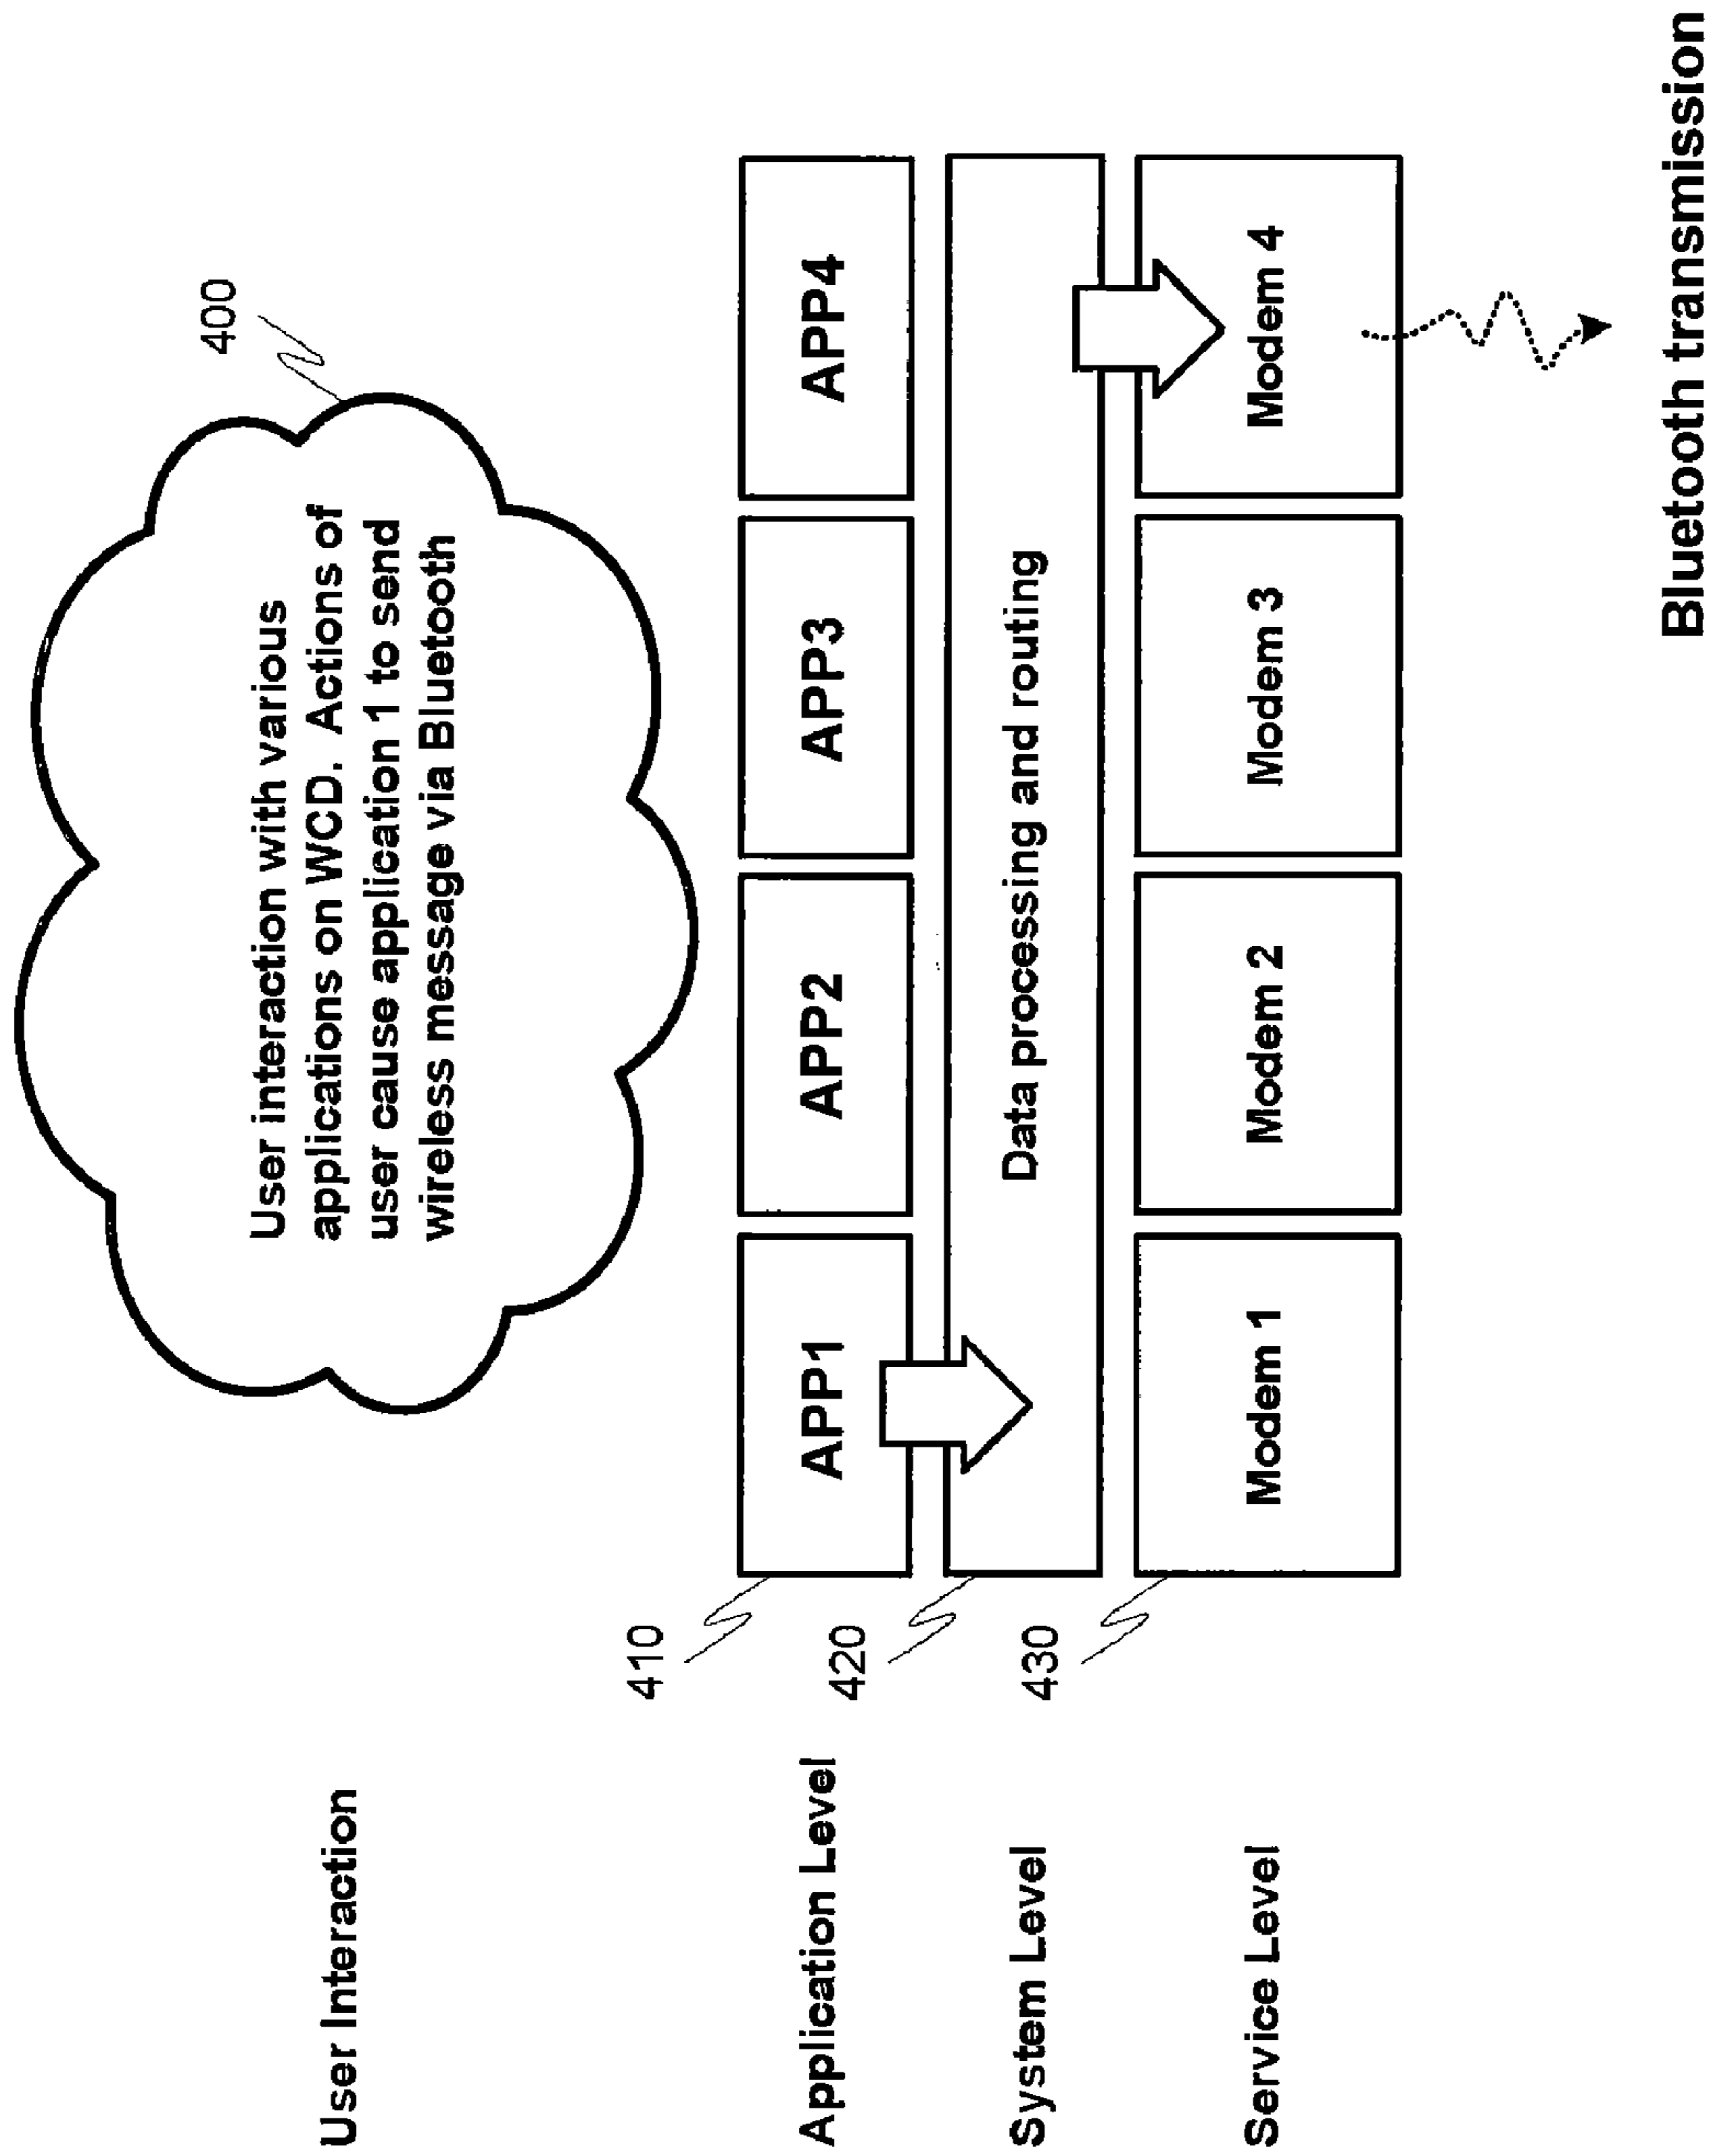 400
User Interaction
User interaction with various
applications on WCD. Actions of
user cause application 1 to send
wireless message via Bluetooth
410
Application Level
APP1
APP2
APP3
APP4
420
System Level
Data processing and routing
430
Service Level
Modem 1
Modem 2
Modem 3
Modem 4
Bluetooth transmission